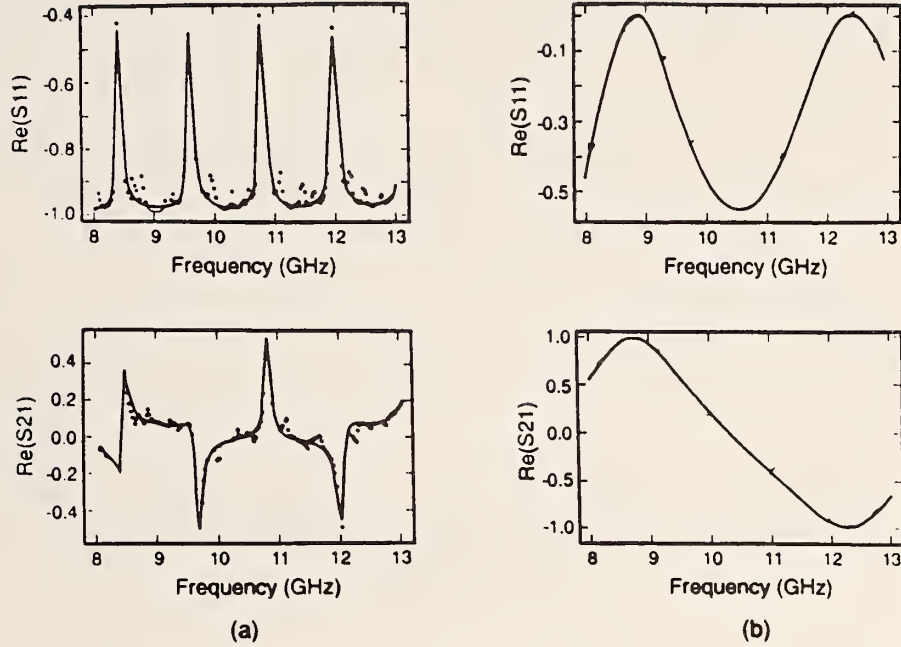 Re(S11)
-0.4
-0.6
-0.8
-1.0
8 9 10 11 12 13
Frequency (GHz)
Re(S11)
-0.1
-0.3
-0.5
8 9 10 11 12 13
Frequency (GHz)
Re(S21)
0.4
0.2
0.0
-0.2
-0.4
8 9 10 11 12 13
Frequency (GHz)
(a)
Re(S21)
1.0
0.5
0.0
-0.5
-1.0
8 9 10 11 12 13
Frequency (GHz)
(b)